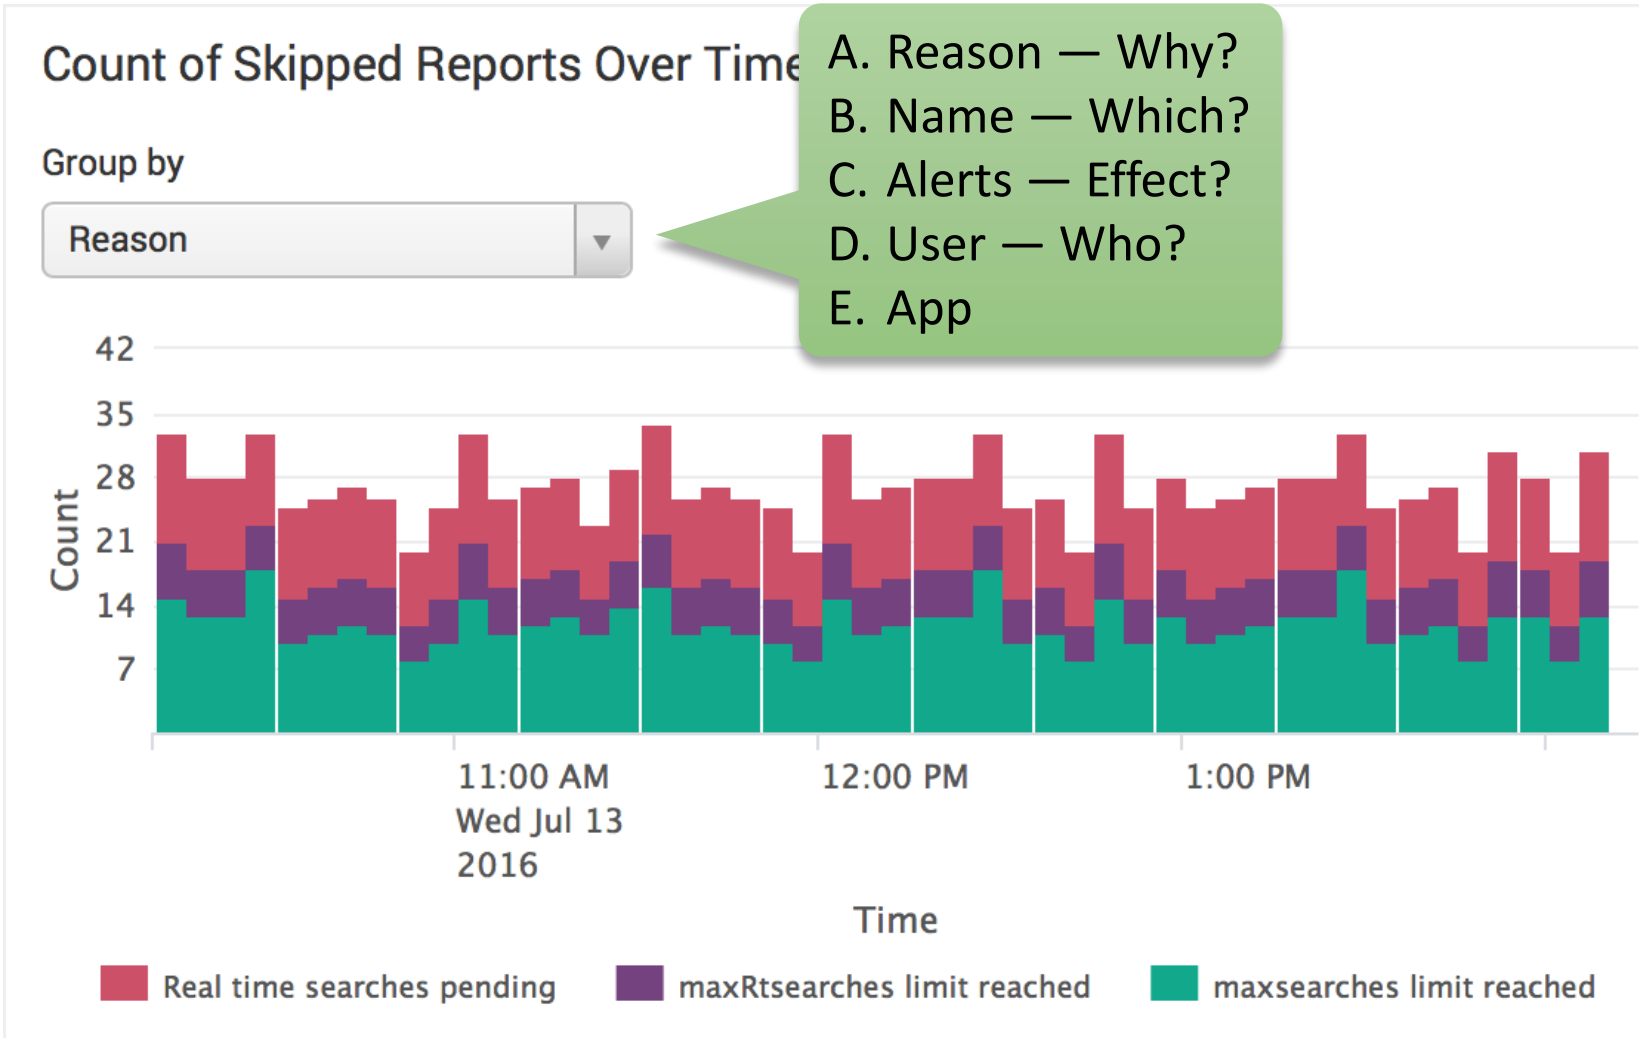 Count of Skipped Reports Over Time
A. Reason — Why?
B. Name — Which?
C. Alerts — Effect?
D. User — Who?
E. App
Group by
Reason
42
35
28
21
14
7
Count
11:00 AM
Wed Jul 13
2016
12:00 PM
1:00 PM
Time
Real time searches pending
maxRtsearches limit reached
maxsearches limit reached